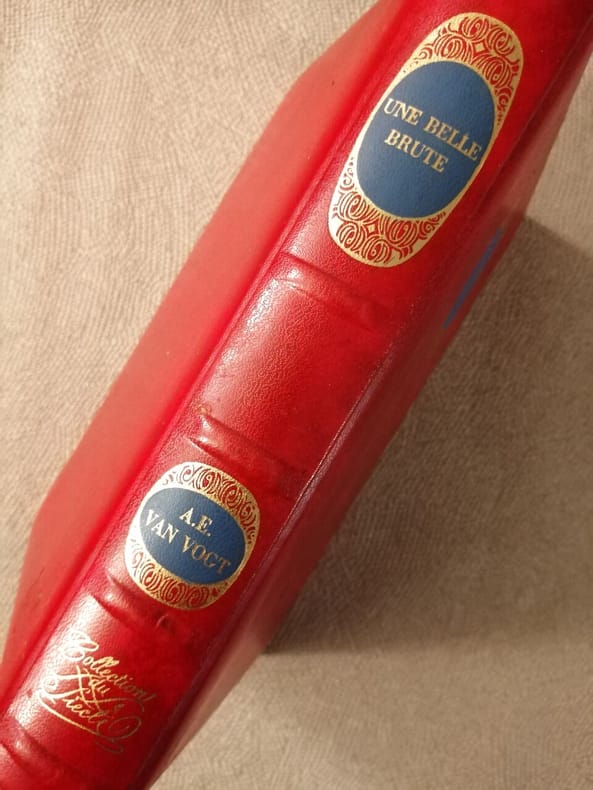 UNE BELLE
BRUTE
A.E.
VAN VOGT
Collection
du
Siècle